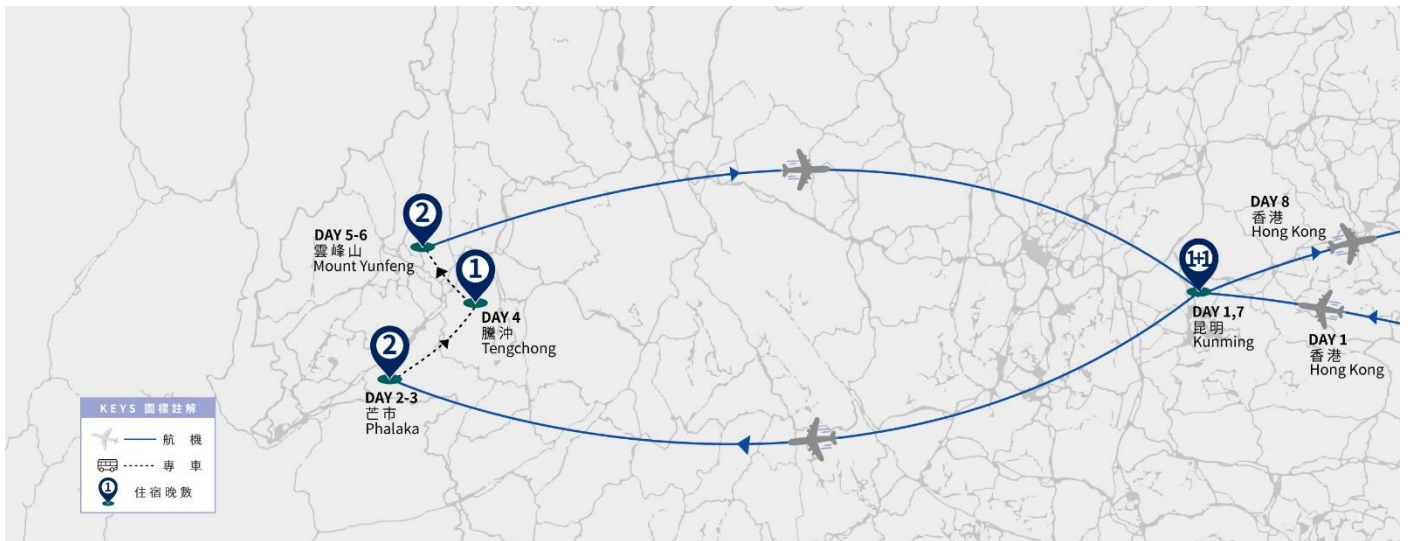 2
DAY 5-6
雲峰山
Mount Yunfeng
1
DAY 4
騰沖
Tengchong
2
DAY 2-3
芒市
Phalaka
1+1
DAY 1,7
昆明
Kunming
DAY 8
香港
Hong Kong
DAY 1
香港
Hong Kong
KEYS 圖標註解
航機
專車
1
住宿晚數